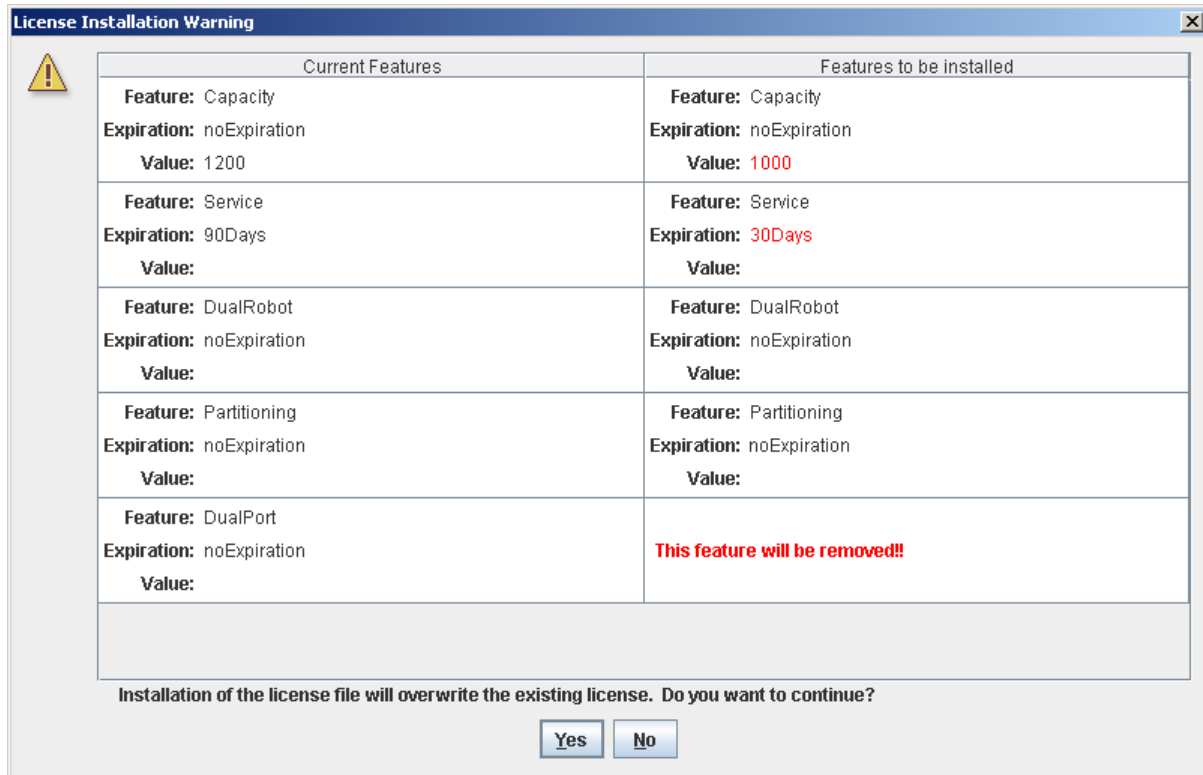 License Installation Warning
Current Features
Features to be installed
Feature: Capacity
Expiration: noExpiration
Value: 1200
Feature: Capacity
Expiration: noExpiration
Value: 1000
Feature: Service
Expiration: 90Days
Value:
Feature: Service
Expiration: 30Days
Value:
Feature: DualRobot
Expiration: noExpiration
Value:
Feature: DualRobot
Expiration: noExpiration
Value:
Feature: Partitioning
Expiration: noExpiration
Value:
Feature: Partitioning
Expiration: noExpiration
Value:
Feature: DualPort
Expiration: noExpiration
Value:
This feature will be removed!!
Installation of the license file will overwrite the existing license. Do you want to continue?
Yes
No